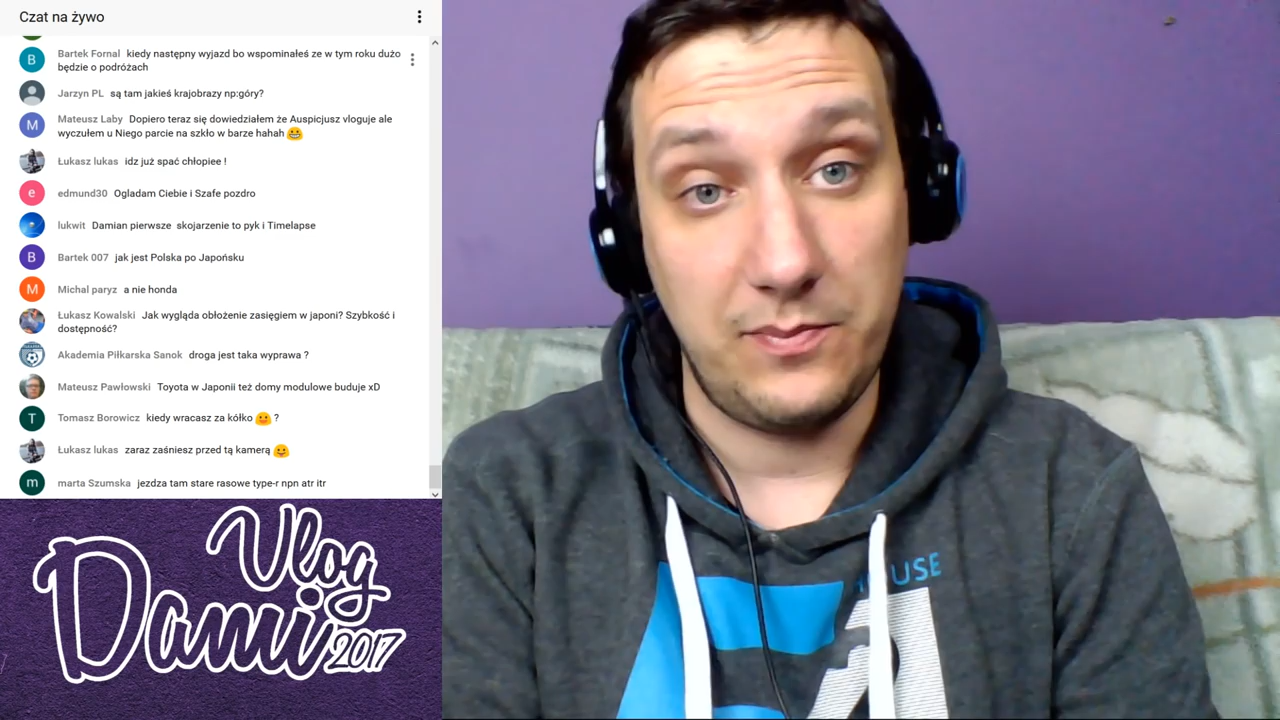 Czat na żywo
B Bartek Fornal kiedy następny wyjazd bo wspominałeś ze w tym roku dużo
będzie o podróżach
Jarzyn PL są tam jakieś krajobrazy np:góry?
M Mateusz Laby Dopiero teraz się dowiedziałem że Auspicjusz vloguje ale
wyczułem u Niego parcie na szkło w barze hahah 😀
Łukasz lukas idz już spać chłopiee !
e edmund30 Ogladam Ciebie i Szafe pozdro
lukwit Damian pierwsze skojarzenie to pyk i Timelapse
B Bartek 007 jak jest Polska po Japońsku
M Michal paryz a nie honda
Łukasz Kowalski Jak wygląda obłożenie zasięgiem w japoni? Szybkość i
dostępność?
Akademia Piłkarska Sanok droga jest taka wyprawa ?
Mateusz Pawłowski Toyota w Japonii też domy modulowe buduje xD
T Tomasz Borowicz kiedy wracasz za kółko 🙂 ?
Łukasz lukas zaraz zaśniesz przed tą kamerą 😛
m marta Szumska jezdza tam stare rasowe type-r npn atr itr
Vlog
Dami
2017